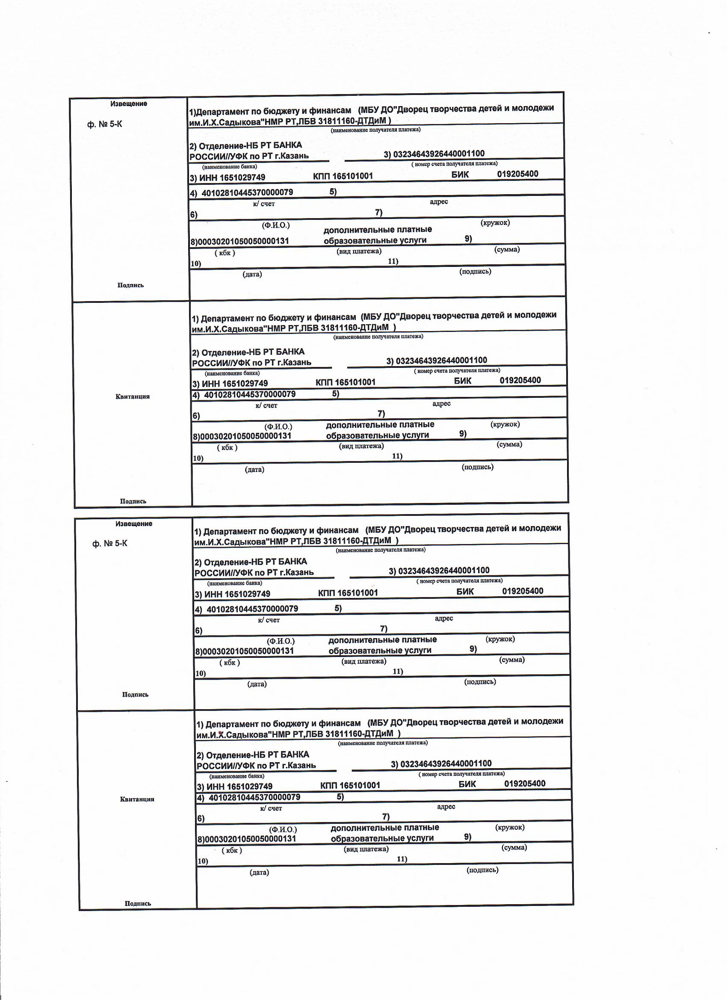 Извещение
ф. № 5-К
1)Департамент по бюджету и финансам (МБУ ДО"Дворец творчества детей и молодежи
им.И.Х.Садыкова"НМР РТ,ЛБВ 31811160-ДТДиМ )
(наименование получателя платежа)
2) Отделение-НБ РТ БАНКА
РОССИИ//УФК по РТ г.Казань 3) 03234643926440001100
(наименование банка) ( номер счета получателя платежа)
3) ИНН 1651029749 КПП 165101001 БИК 019205400
4) 40102810445370000079 5)
к/ счет адрес
6) 7)
(Ф.И.О.) (кружок)
дополнительные платные
8)00030201050050000131 образовательные услуги 9)
( кбк ) (вид платежа) (сумма)
10) 11)
(дата) (подпись)
Подпись
1) Департамент по бюджету и финансам (МБУ ДО"Дворец творчества детей и молодежи
им.И.Х.Садыкова"НМР РТ,ЛБВ 31811160-ДТДиМ )
(наименование получателя платежа)
2) Отделение-НБ РТ БАНКА
РОССИИ//УФК по РТ г.Казань 3) 03234643926440001100
(наименование банка) ( номер счета получателя платежа)
3) ИНН 1651029749 КПП 165101001 БИК 019205400
Квитанция
4) 40102810445370000079 5)
к/ счет адрес
6) 7)
(Ф.И.О.) дополнительные платные (кружок)
8)00030201050050000131 образовательные услуги 9)
( кбк ) (вид платежа) (сумма)
10) 11)
(дата) (подпись)
Подпись
Извещение
ф. № 5-К
1) Департамент по бюджету и финансам (МБУ ДО"Дворец творчества детей и молодежи
им.И.Х.Садыкова"НМР РТ,ЛБВ 31811160-ДТДиМ )
(наименование получателя платежа)
2) Отделение-НБ РТ БАНКА
РОССИИ//УФК по РТ г.Казань 3) 03234643926440001100
(наименование банка) ( номер счета получателя платежа)
3) ИНН 1651029749 КПП 165101001 БИК 019205400
4) 40102810445370000079 5)
к/ счет адрес
6) 7)
(Ф.И.О.) дополнительные платные (кружок)
8)00030201050050000131 образовательные услуги 9)
( кбк ) (вид платежа) (сумма)
10) 11)
(дата) (подпись)
Подпись
1) Департамент по бюджету и финансам (МБУ ДО"Дворец творчества детей и молодежи
им.И.Х.Садыкова"НМР РТ,ЛБВ 31811160-ДТДиМ )
(наименование получателя платежа)
2) Отделение-НБ РТ БАНКА
РОССИИ//УФК по РТ г.Казань 3) 03234643926440001100
(наименование банка) ( номер счета получателя платежа)
3) ИНН 1651029749 КПП 165101001 БИК 019205400
Квитанция
4) 40102810445370000079 5)
к/ счет адрес
6) 7)
(Ф.И.О.) дополнительные платные (кружок)
8)00030201050050000131 образовательные услуги 9)
( кбк ) (вид платежа) (сумма)
10) 11)
(дата) (подпись)
Подпись